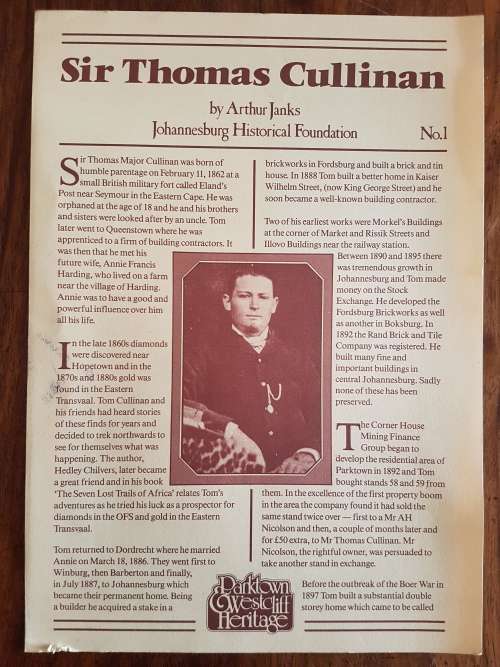 Sir Thomas Cullinan
by Arthur Janks
Johannesburg Historical Foundation
No.1
Sir Thomas Major Cullinan was born of
humble parentage on February 11, 1862 at a
small British military fort called Eland's
Post near Seymour in the Eastern Cape. He was
orphaned at the age of 18 and he and his brothers
and sisters were looked after by an uncle. Tom
later went to Queenstown where he was
apprenticed to a firm of building contractors. It
was then that he met his
future wife, Annie Francis
Harding, who lived on a farm
near the village of Harding.
Annie was to have a good and
powerful influence over him
all his life.
In the late 1860s diamonds
were discovered near
Hopetown and in the
1870s and 1880s gold was
found in the Eastern
Transvaal. Tom Cullinan and
his friends had heard stories
of these finds for years and
decided to trek northwards to
see for themselves what was
happening. The author,
Hedley Chilvers, later became
a great friend and in his book
'The Seven Lost Trails of Africa' relates Tom's
adventures as he tried his luck as a prospector for
diamonds in the OFS and gold in the Eastern
Transvaal.
Tom returned to Dordrecht where he married
Annie on March 18, 1886. They went first to
Winburg, then Barberton and finally,
in July 1887, to Johannesburg which
became their permanent home. Being
a builder he acquired a stake in a
brickworks in Fordsburg and built a brick and tin
house. In 1888 Tom built a better home in Kaiser
Wilhelm Street, (now King George Street) and he
soon became a well-known building contractor.
Two of his earliest works were Morkel's Buildings
at the corner of Market and Rissik Streets and
Illovo Buildings near the railway station.
Between 1890 and 1895 there
was tremendous growth in
Johannesburg and Tom made
money on the Stock
Exchange. He developed the
Fordsburg Brickworks as well
as another in Boksburg. In
1892 the Rand Brick and Tile
Company was registered. He
built many fine and
important buildings in
central Johannesburg. Sadly
none of these has been
preserved.
The Corner House
Mining Finance
Group began to
develop the residential area of
Parktown in 1892 and Tom
bought stands 58 and 59 from
them. In the excellence of the first property boom
in the area the company found it had sold the
same stand twice over — first to a Mr AH
Nicolson and then, a couple of months later and
for £50 extra, to Mr Thomas Cullinan. Mr
Nicolson, the rightful owner, was persuaded to
take another stand in exchange.
Before the outbreak of the Boer War in
1897 Tom built a substantial double
storey home which came to be called
Parktown
& Westcliff
Heritage